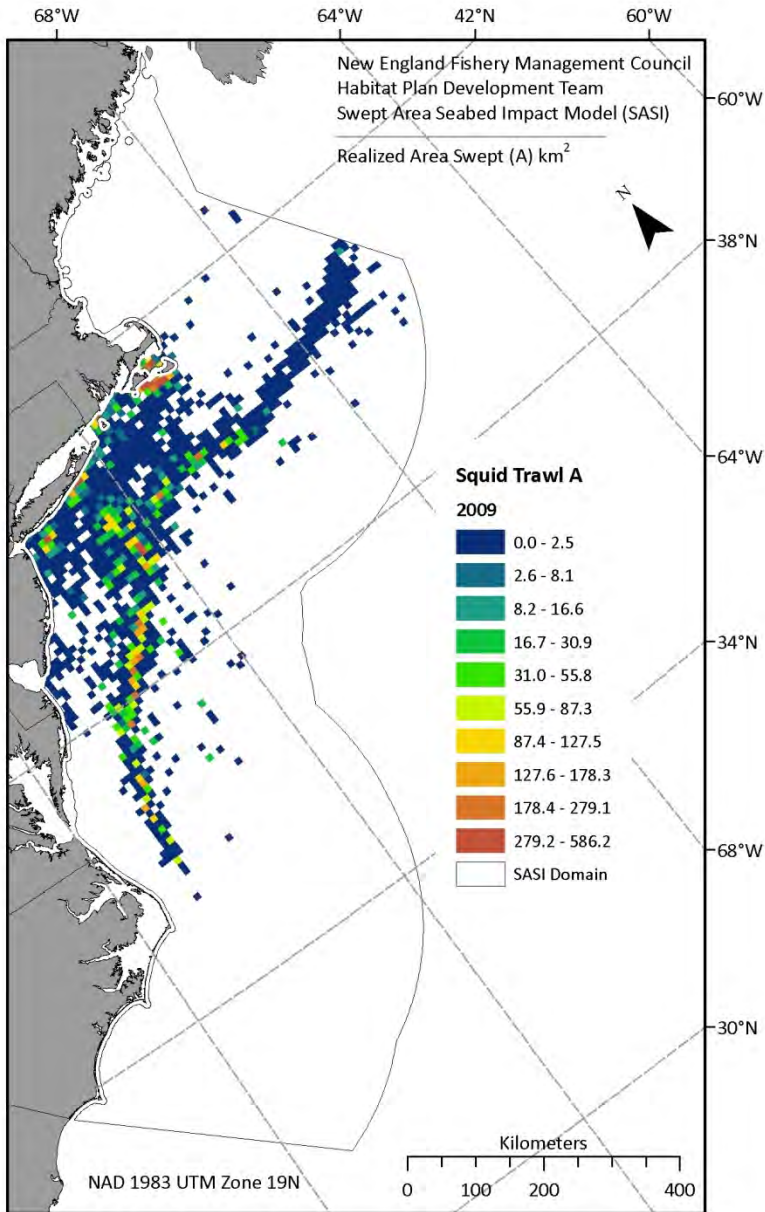 68°W 64°W 42°N 60°W
New England Fishery Management Council
Habitat Plan Development Team
Swept Area Seabed Impact Model (SASI)
Realized Area Swept (A) km²
60°W
N
38°N
64°W
Squid Trawl A
2009
0.0 - 2.5
2.6 - 8.1
8.2 - 16.6
16.7 - 30.9
31.0 - 55.8
55.9 - 87.3
87.4 - 127.5
127.6 - 178.3
178.4 - 279.1
279.2 - 586.2
SASI Domain
34°N
68°W
30°N
Kilometers
0 100 200 400
NAD 1983 UTM Zone 19N